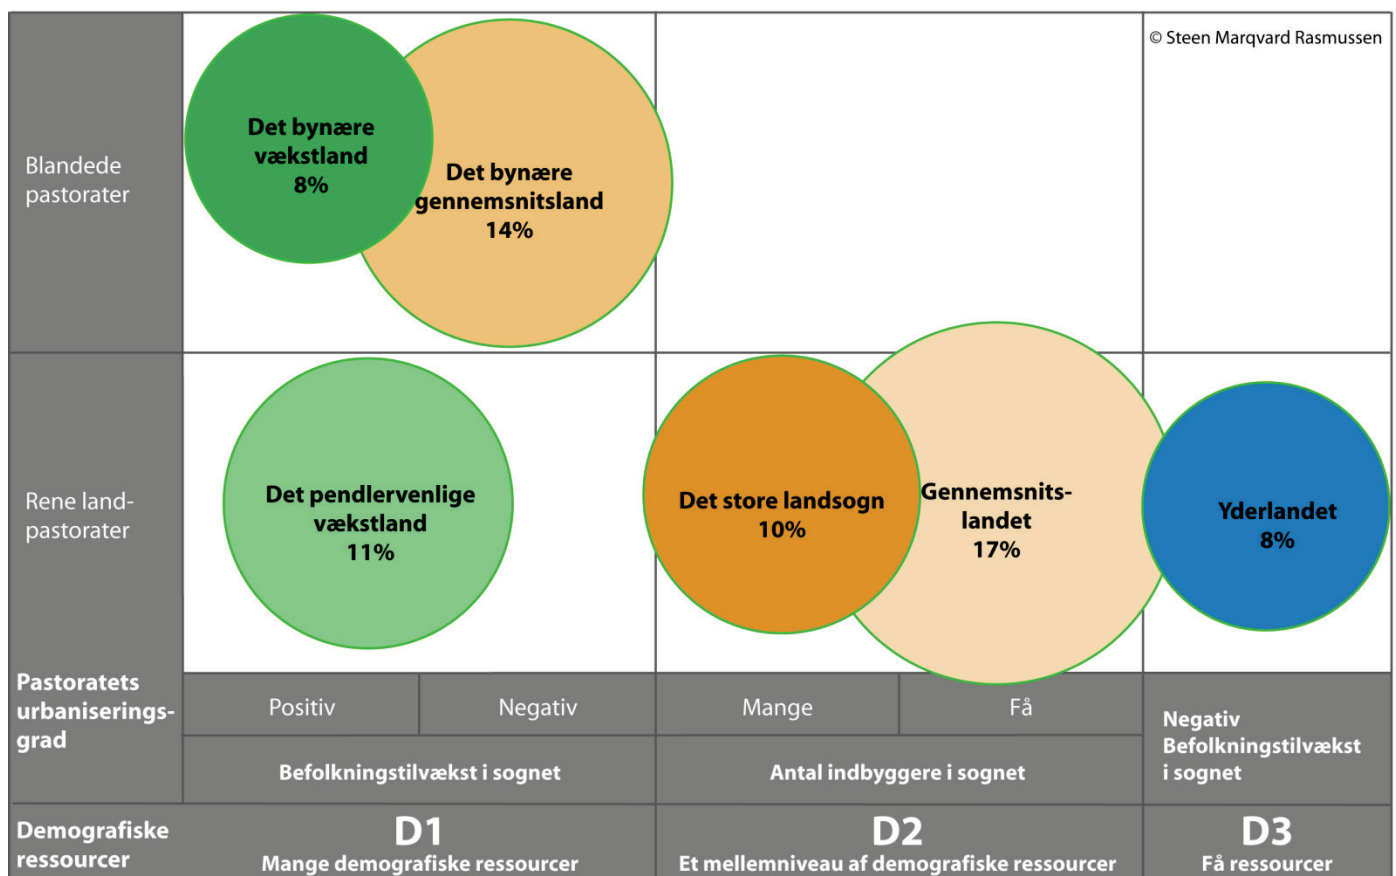 © Steen Marqvard Rasmussen
Blandede
pastorater
Det bynære
vækstland
8%
Det bynære
gennemsnitsland
14%
Rene land-
pastorater
Det pendlervenlige
vækstland
11%
Det store landsogn
10%
Gennemsnits-
landet
17%
Yderlandet
8%
Pastoratets
urbaniserings-
grad
Positiv
Negativ
Mange
Få
Befolkningstilvækst i sognet
Antal indbyggere i sognet
Negativ
Befolkningstilvækst
i sognet
Demografiske
ressourcer
D1
Mange demografiske ressourcer
D2
Et mellemniveau af demografiske ressourcer
D3
Få ressourcer